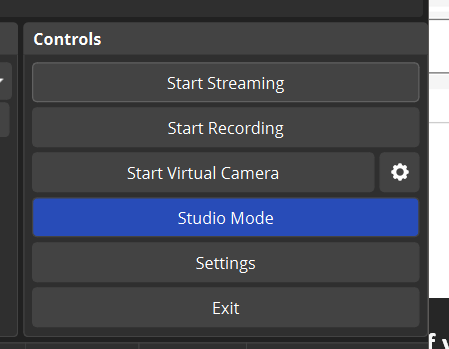 Controls
Start Streaming
Start Recording
Start Virtual Camera
Studio Mode
Settings
Exit